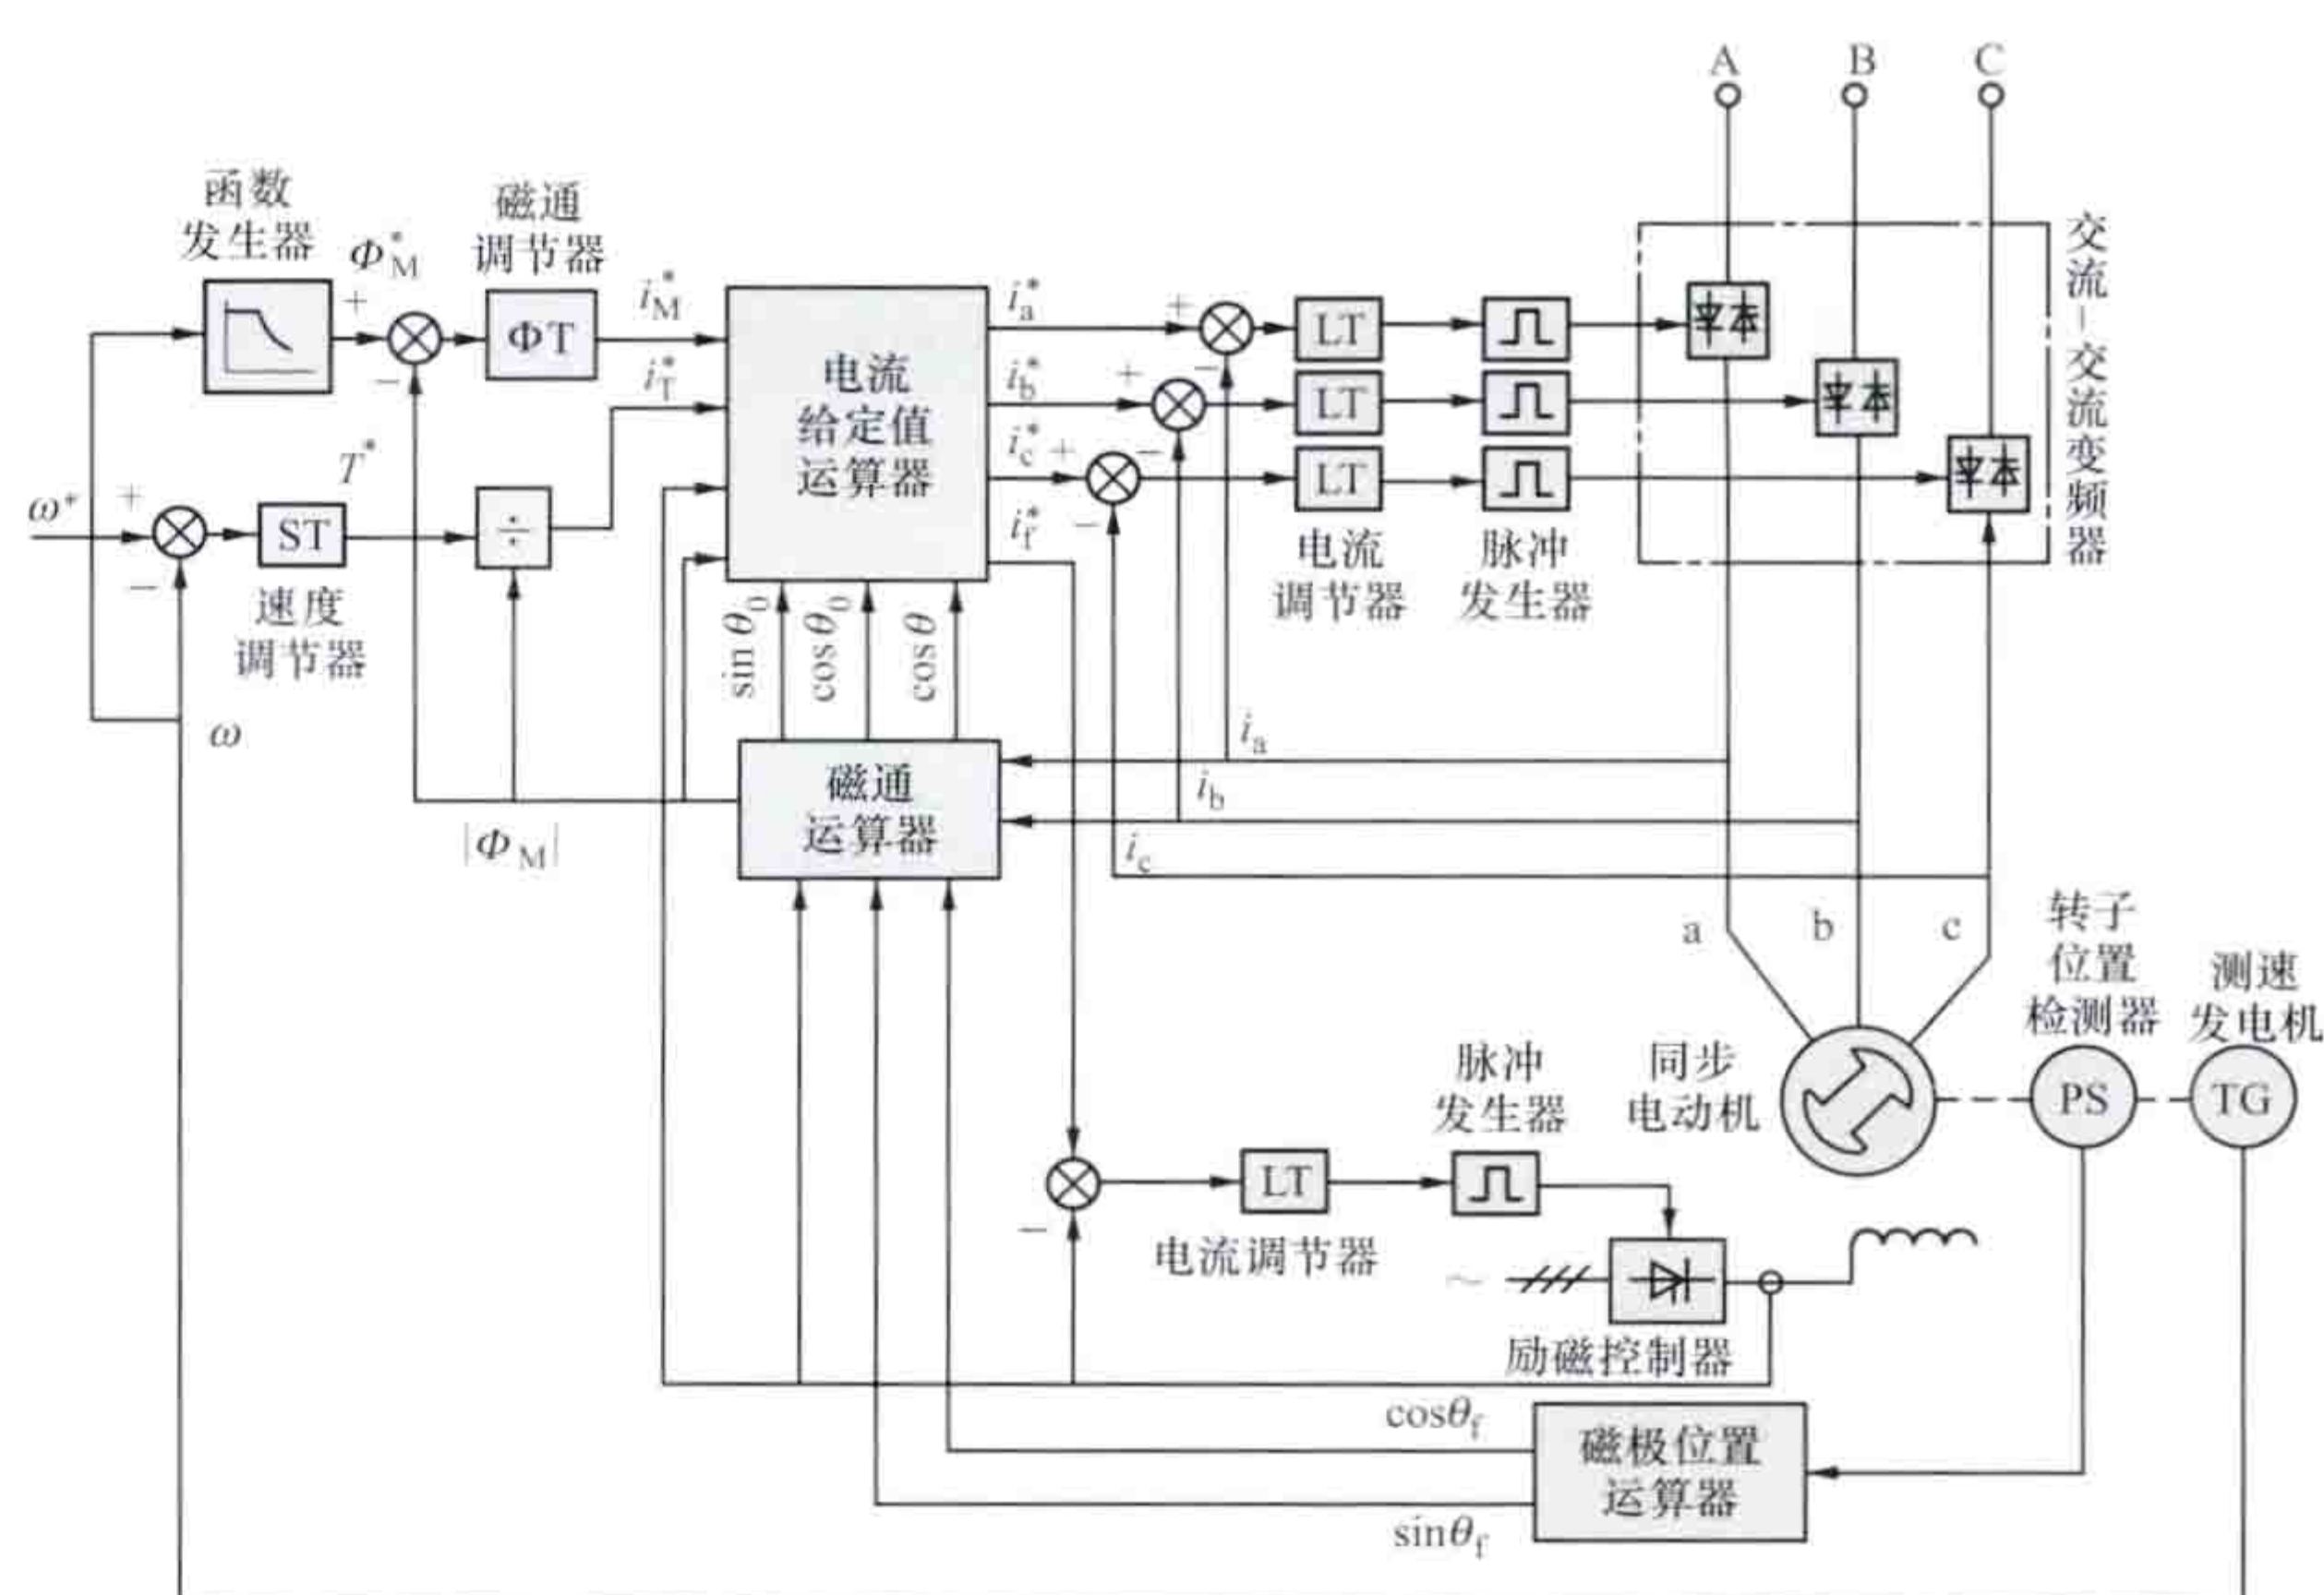 A
B
C
函数
发生器
Φ*M
磁通
调节器
ΦT
i*M
i*T
电流
给定值
运算器
i*a
i*b
i*c
i*f
+
−
+
−
+
−
+
−
LT
LT
LT
电流
调节器
脉冲
发生器
交流-交流变频器
ω*
+
−
ST
速度
调节器
T*
÷
ω
sin θ0
cos θ0
cos θ
|ΦM|
磁通
运算器
ia
ib
ic
a
b
c
转子
位置
检测器
测速
发电机
同步
电动机
PS
TG
脉冲
发生器
−
LT
电流调节器
~
励磁控制器
cosθf
磁极位置
运算器
sinθf